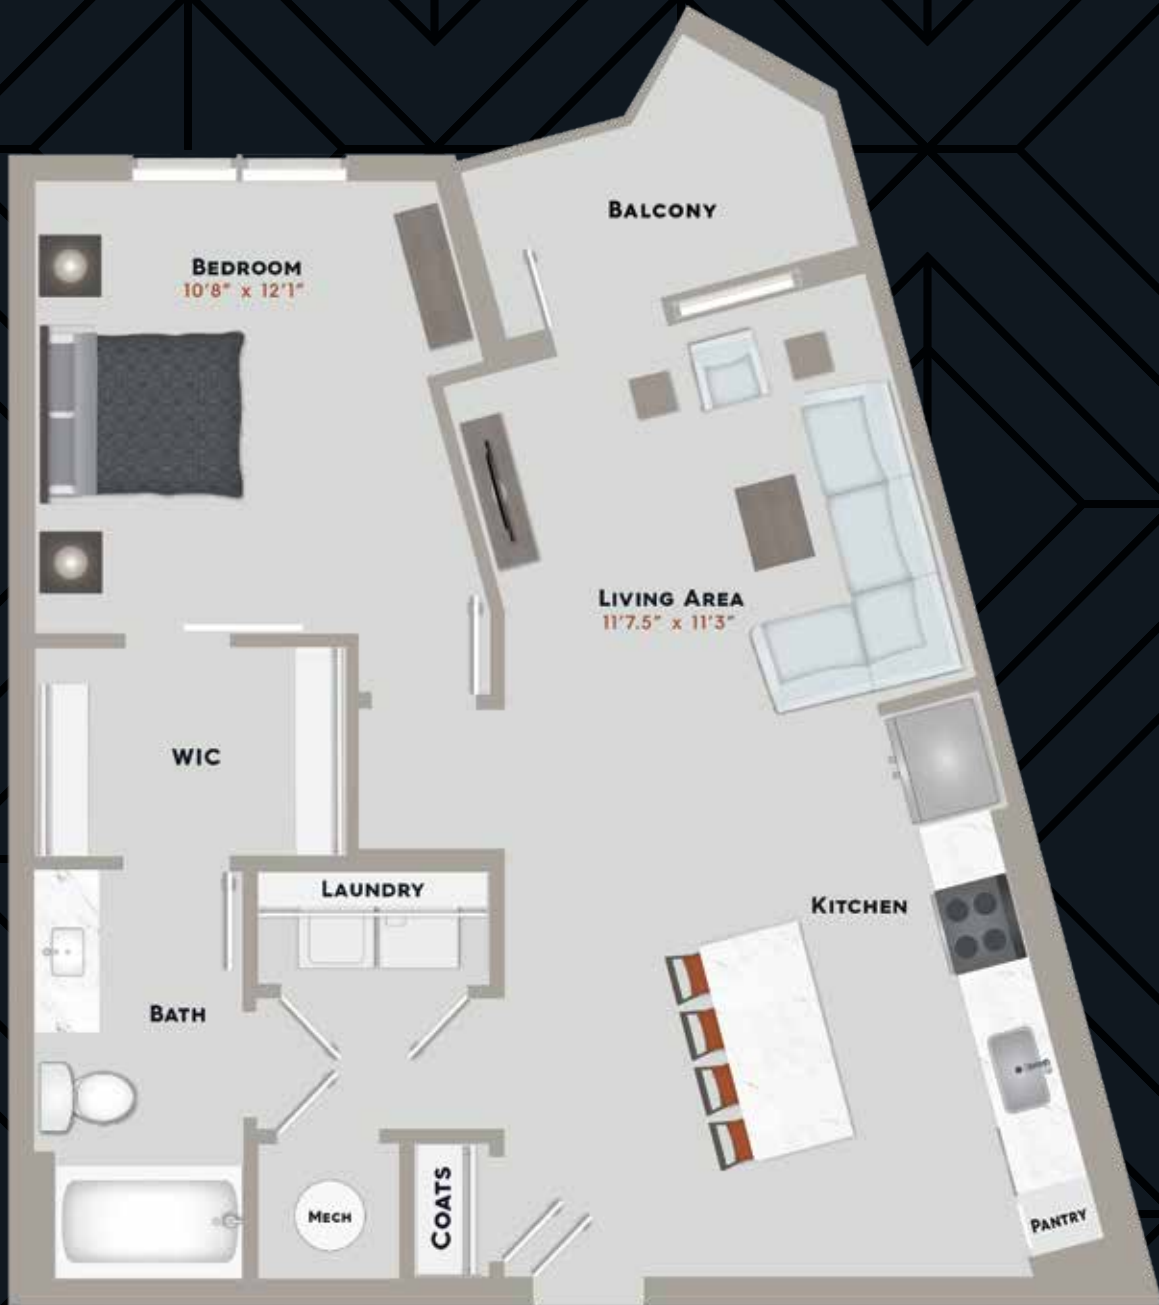 BALCONY
BEDROOM
10'8" x 12'1"
LIVING AREA
11'7.5" x 11'3"
WIC
LAUNDRY
KITCHEN
BATH
COATS
MECH
PANTRY